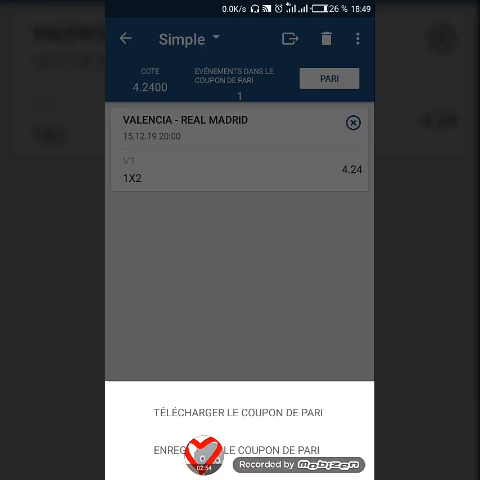 0.0K/s 26 % 18:49
Simple
COTE
4.2400
EVÉNEMENTS DANS LE
COUPON DE PARI
1
PARI
VALENCIA - REAL MADRID
15.12.19 20:00
V1
1X2
4.24
TÉLÉCHARGER LE COUPON DE PARI
LE COUPON DE PARI
02:54
Recorded by mobizen